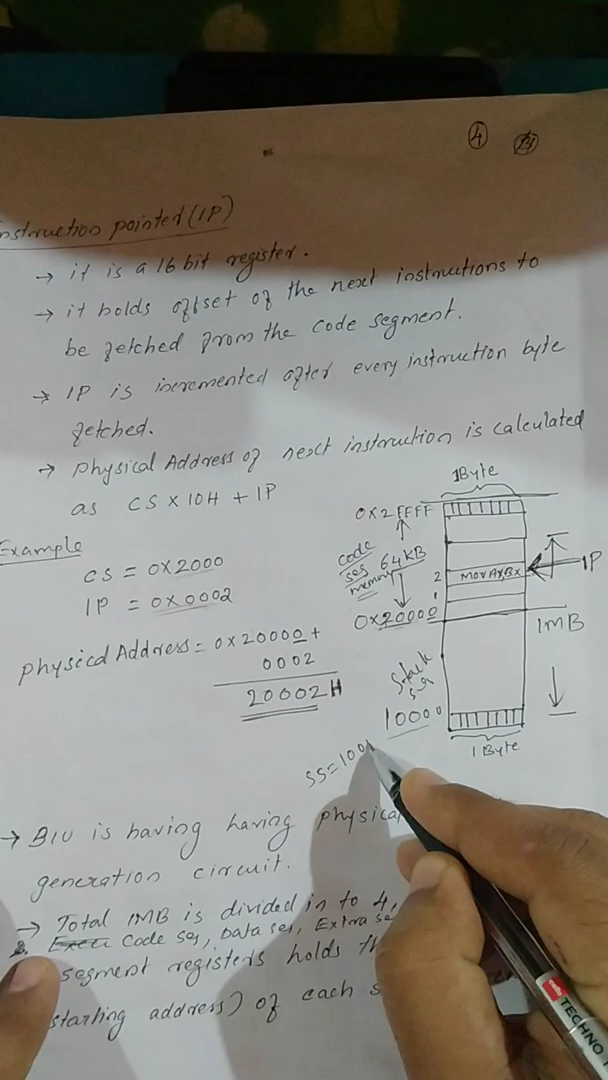 4
instruction pointed (IP)
→ it is a 16 bit register.
→ it holds offset of the next instructions to
be fetched from the code segment.
→ IP is incremented after every instruction byte
fetched.
→ Physical Address of next instruction is calculated
as CS X 10H + IP
Example
CS = 0X2000
IP = 0X0002
Physical Address = 0X20000 +
0002
20002H
1Byte
0X2FFFF
code
seg
memory
64KB
2
MOV AX,BX
IP
1
0X20000
0
1MB
Stack
seg
10000
1 Byte
SS=100
→ BIU is having having physical
generation circuit.
→ Total 1MB is divided in to 4,
Code seg, Data seg, Extra se
segment registers holds th
starting address) of each s
TECHNO